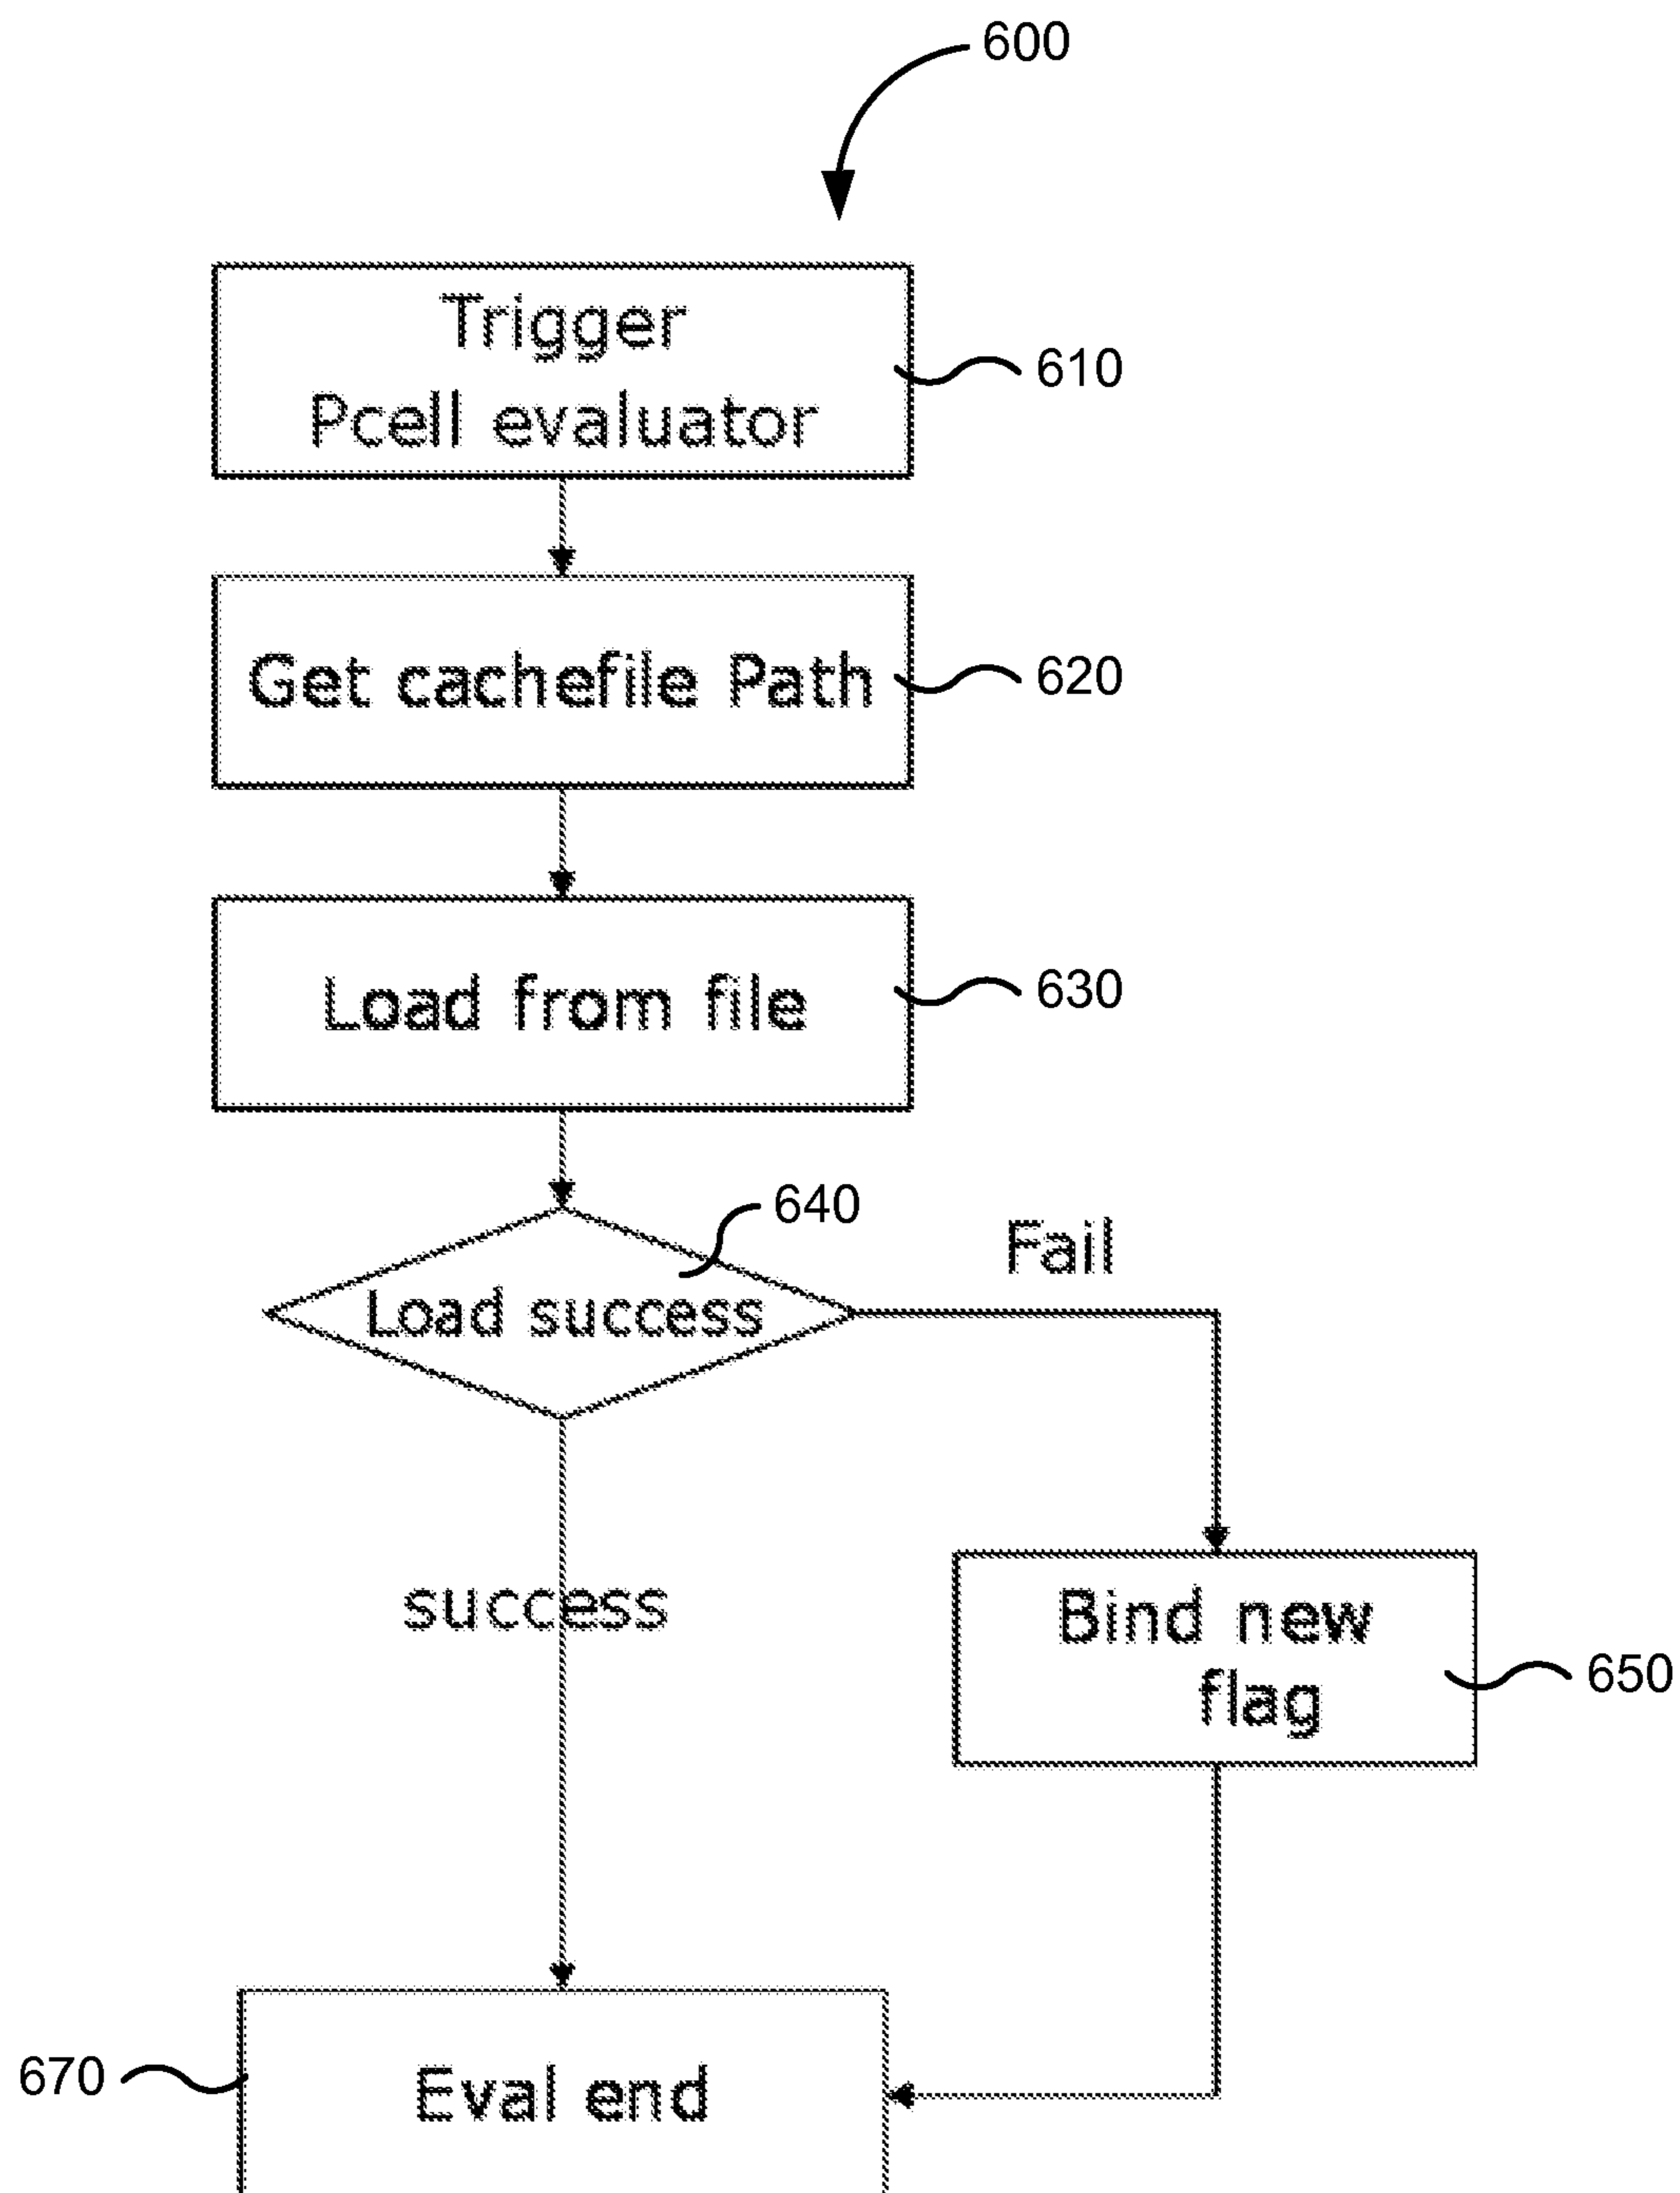 600
Trigger
Pcell evaluator
610
Get cachefile Path
620
Load from file
630
640
Load success
Fail
success
Bind new
flag
650
670
Eval end